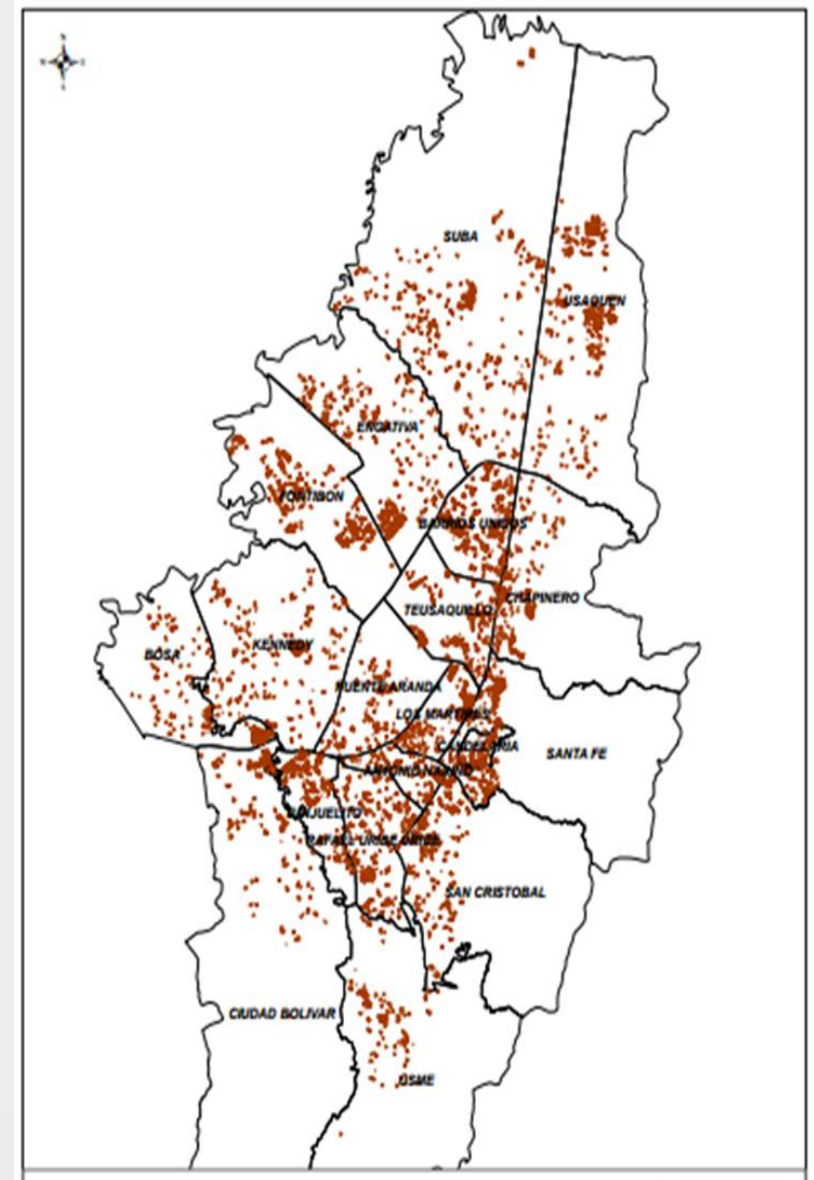 SUBA
USAQUEN
ENGATIVA
FONTIBON
BARRIOS UNIDOS
CHAPINERO
TEUSAQUILLO
BOSA
KENNEDY
PUENTE ARANDA
LOS MARTIRES
CANDELARIA
SANTA FE
ANTONIO NARIÑO
TUNJUELITO
RAFAEL URIBE URIBE
SAN CRISTOBAL
CIUDAD BOLIVAR
USME